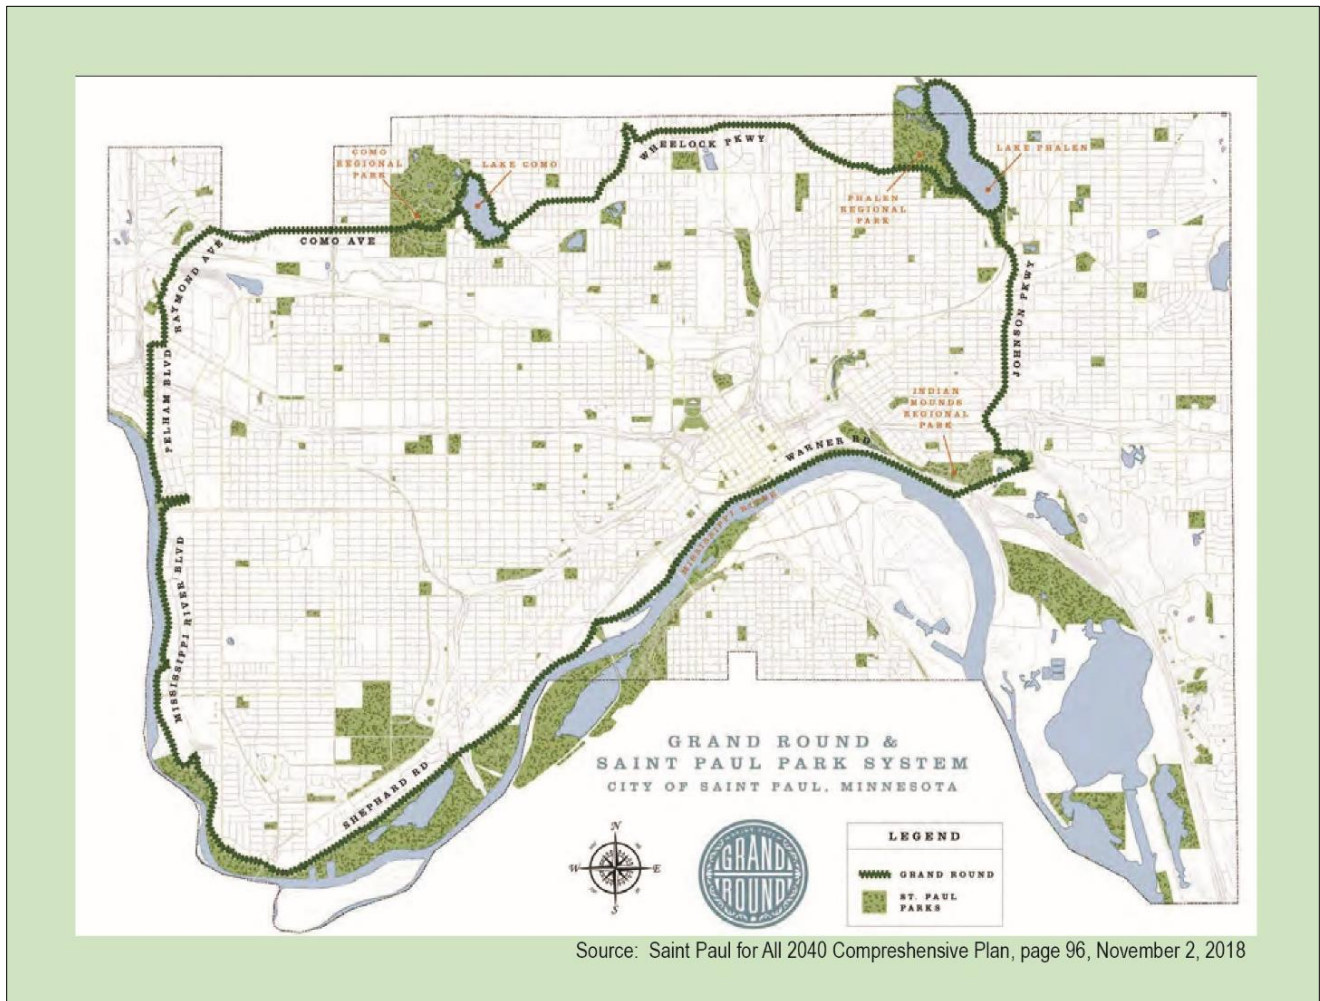 COMO
REGIONAL
PARK
LAKE COMO
WHEELOCK PKWY
LAKE PHALEN
PHALEN
REGIONAL
PARK
COMO AVE
RAYMOND AVE
PELHAM BLVD
JOHNSON PKWY
INDIAN
MOUNDS
REGIONAL
PARK
WARNER RD
MISSISSIPPI RIVER
MISSISSIPPI RIVER BLVD
SHEPHARD RD
GRAND ROUND &
SAINT PAUL PARK SYSTEM
CITY OF SAINT PAUL, MINNESOTA
N
W
E
S
GRAND
ROUND
LEGEND
GRAND ROUND
ST. PAUL
PARKS
Source: Saint Paul for All 2040 Compreshensive Plan, page 96, November 2, 2018